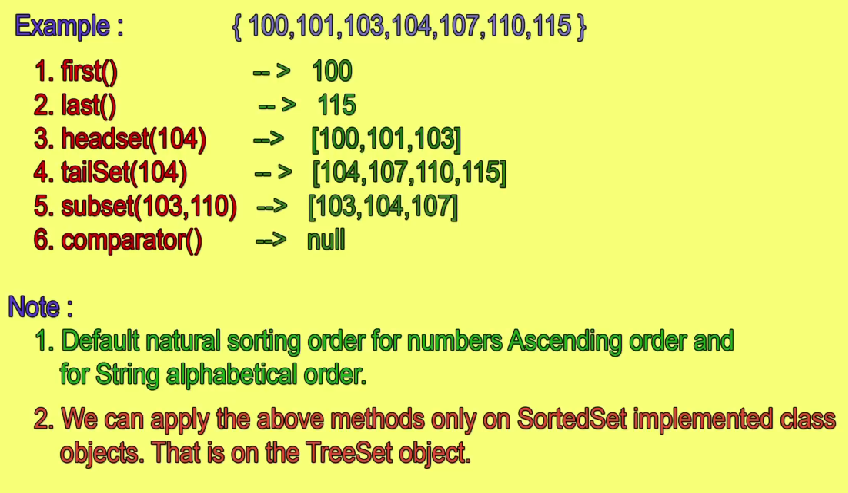 Example : { 100,101,103,104,107,110,115 }
1. first() --> 100
2. last() --> 115
3. headset(104) --> [100,101,103]
4. tailSet(104) --> [104,107,110,115]
5. subset(103,110) --> [103,104,107]
6. comparator() --> null
Note :
1. Default natural sorting order for numbers Ascending order and
for String alphabetical order.
2. We can apply the above methods only on SortedSet implemented class
objects. That is on the TreeSet object.